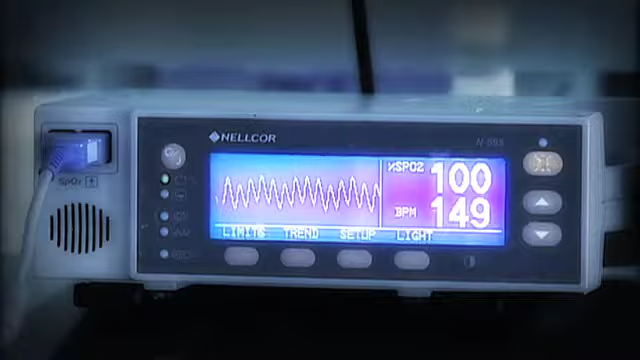 NELLCOR
N-595
SpO₂
%SPO2 100
BPM 149
LIMITS TREND SETUP LIGHT